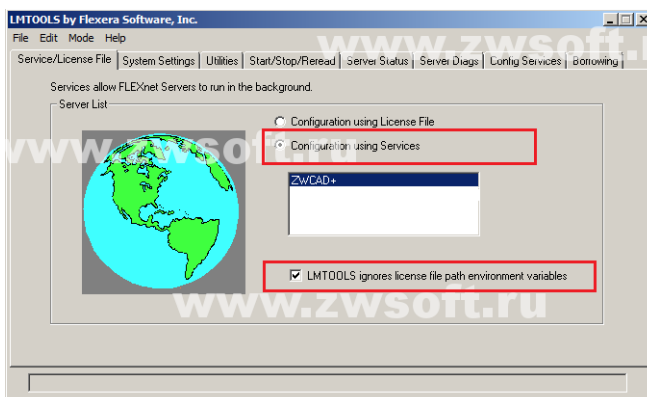 LMTOOLS by Flexera Software, Inc.
File Edit Mode Help
www.zwsoft.r
Service/License File System Settings Utilities Start/Stop/Reread Server Status Server Diags Config Services Borrowing
Services allow FLEXnet Servers to run in the background.
Server List
Configuration using License File
www.zwsoft.ru
Configuration using Services
ZWCAD+
LMTOOLS ignores license file path environment variables
www.zwsoft.ru